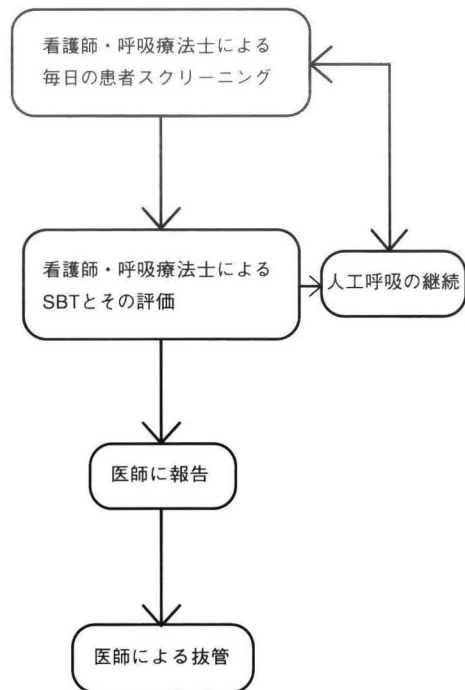 看護師・呼吸療法士による
毎日の患者スクリーニング
看護師・呼吸療法士による
SBTとその評価
人工呼吸の継続
医師に報告
医師による抜管